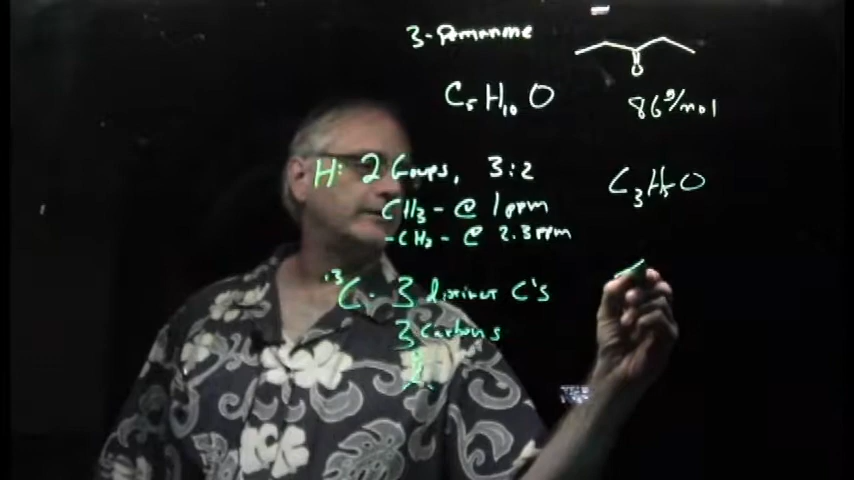 3-Pentanone
C₅H₁₀O
86 g/mol
H: 2 Groups, 3:2
C₃H₅O
CH₃ - @ 1 ppm
-CH₂ - @ 2.3 ppm
¹³C - 3 distinct C's
3 Carbons